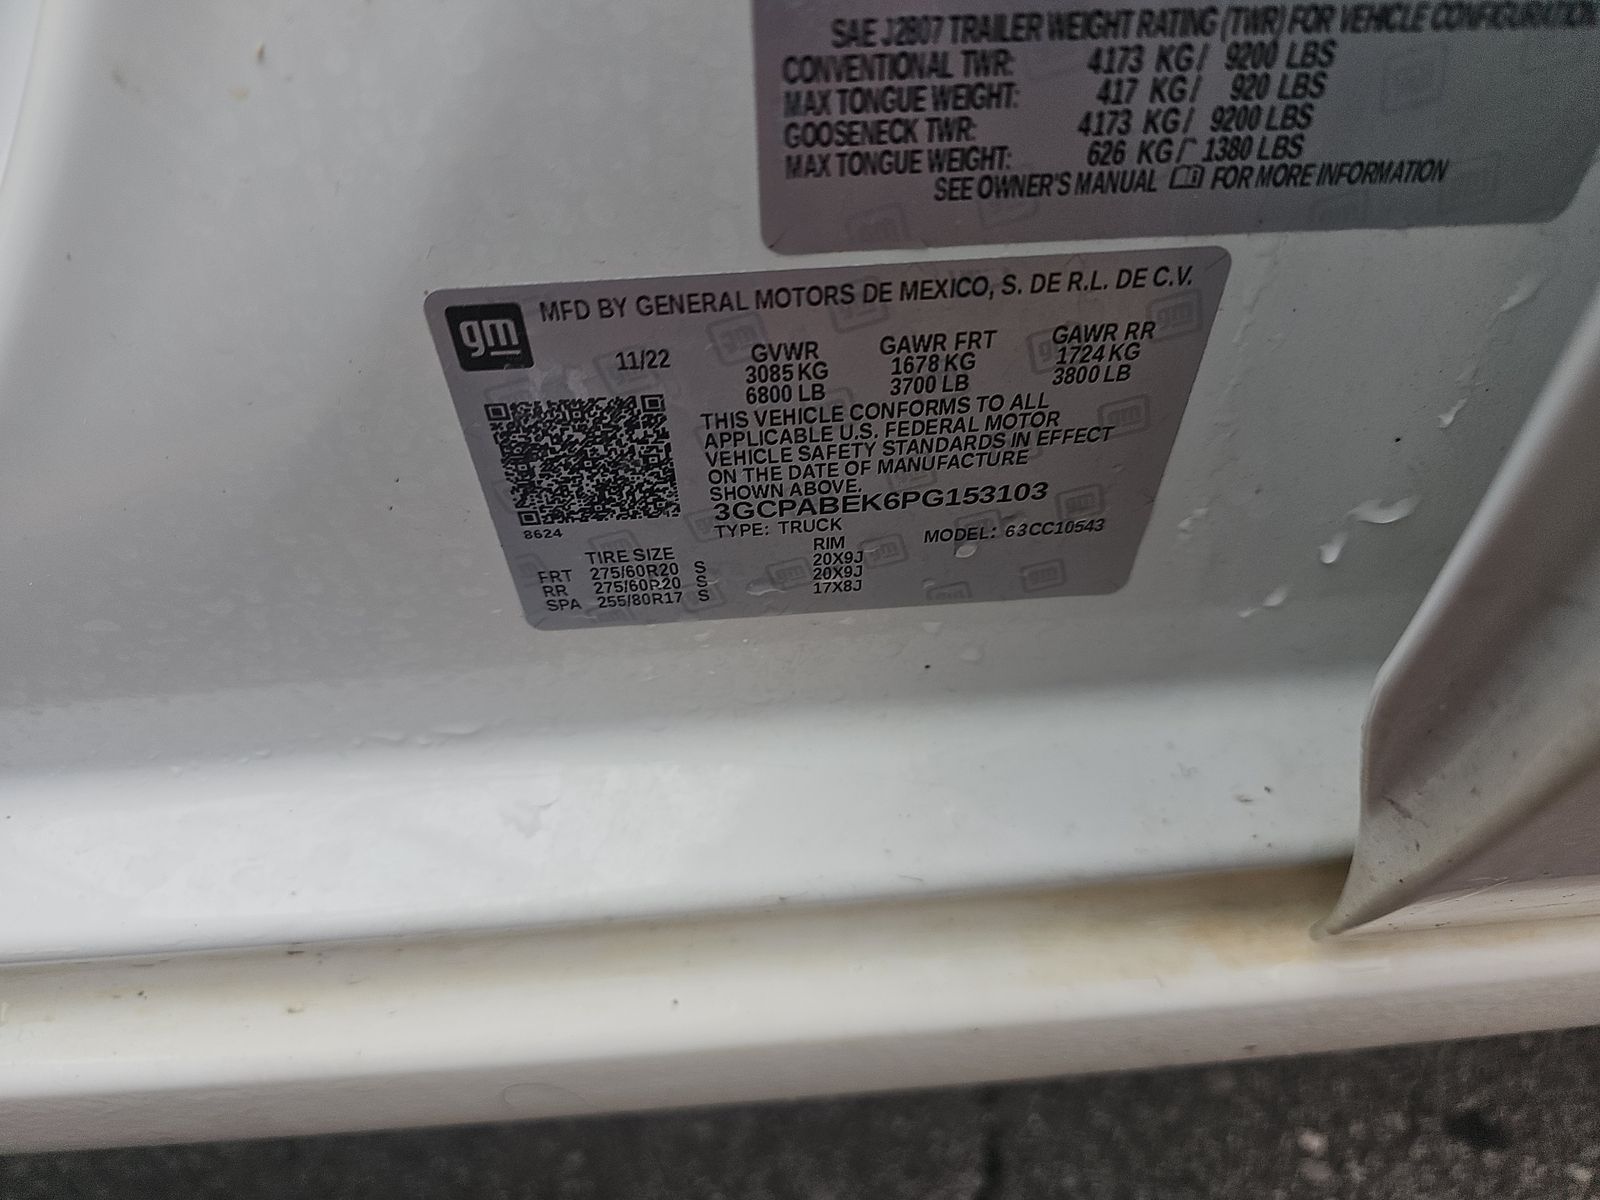 SAE J2807 TRAILER WEIGHT RATING (TWR) FOR VEHICLE CONFIGURATION
CONVENTIONAL TWR: 4173 KG/ 9200 LBS
MAX TONGUE WEIGHT: 417 KG/ 920 LBS
GOOSENECK TWR: 4173 KG/ 9200 LBS
MAX TONGUE WEIGHT: 626 KG/ 1380 LBS
SEE OWNER'S MANUAL FOR MORE INFORMATION
gm
MFD BY GENERAL MOTORS DE MEXICO, S. DE R.L. DE C.V.
11/22 GVWR GAWR FRT GAWR RR
3085 KG 1678 KG 1724 KG
6800 LB 3700 LB 3800 LB
THIS VEHICLE CONFORMS TO ALL
APPLICABLE U.S. FEDERAL MOTOR
VEHICLE SAFETY STANDARDS IN EFFECT
ON THE DATE OF MANUFACTURE
SHOWN ABOVE.
3GCPABEK6PG153103
8624 TYPE: TRUCK MODEL: 63CC10543
TIRE SIZE RIM
FRT 275/60R20 S 20X9J
RR 275/60R20 S 20X9J
SPA 255/80R17 S 17X8J